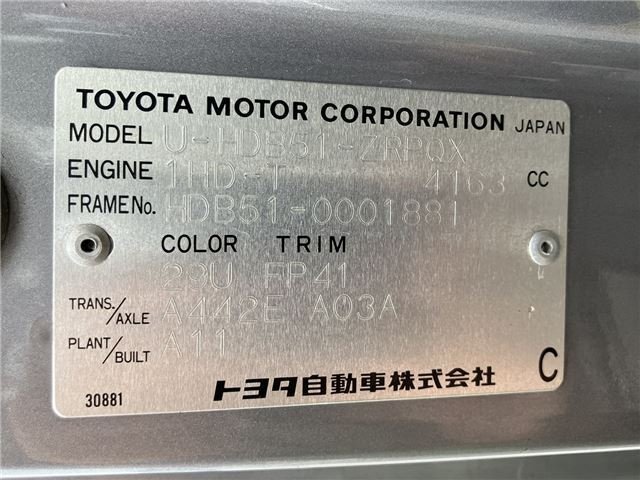 TOYOTA MOTOR CORPORATION JAPAN
MODEL U-HDB51-ZRPQX
ENGINE 1HD-T 4163 CC
FRAME No. HDB51-0001881
COLOR TRIM
29U FP41
TRANS./AXLE A442E A03A
PLANT/BUILT A11
トヨタ自動車株式会社 C
30881